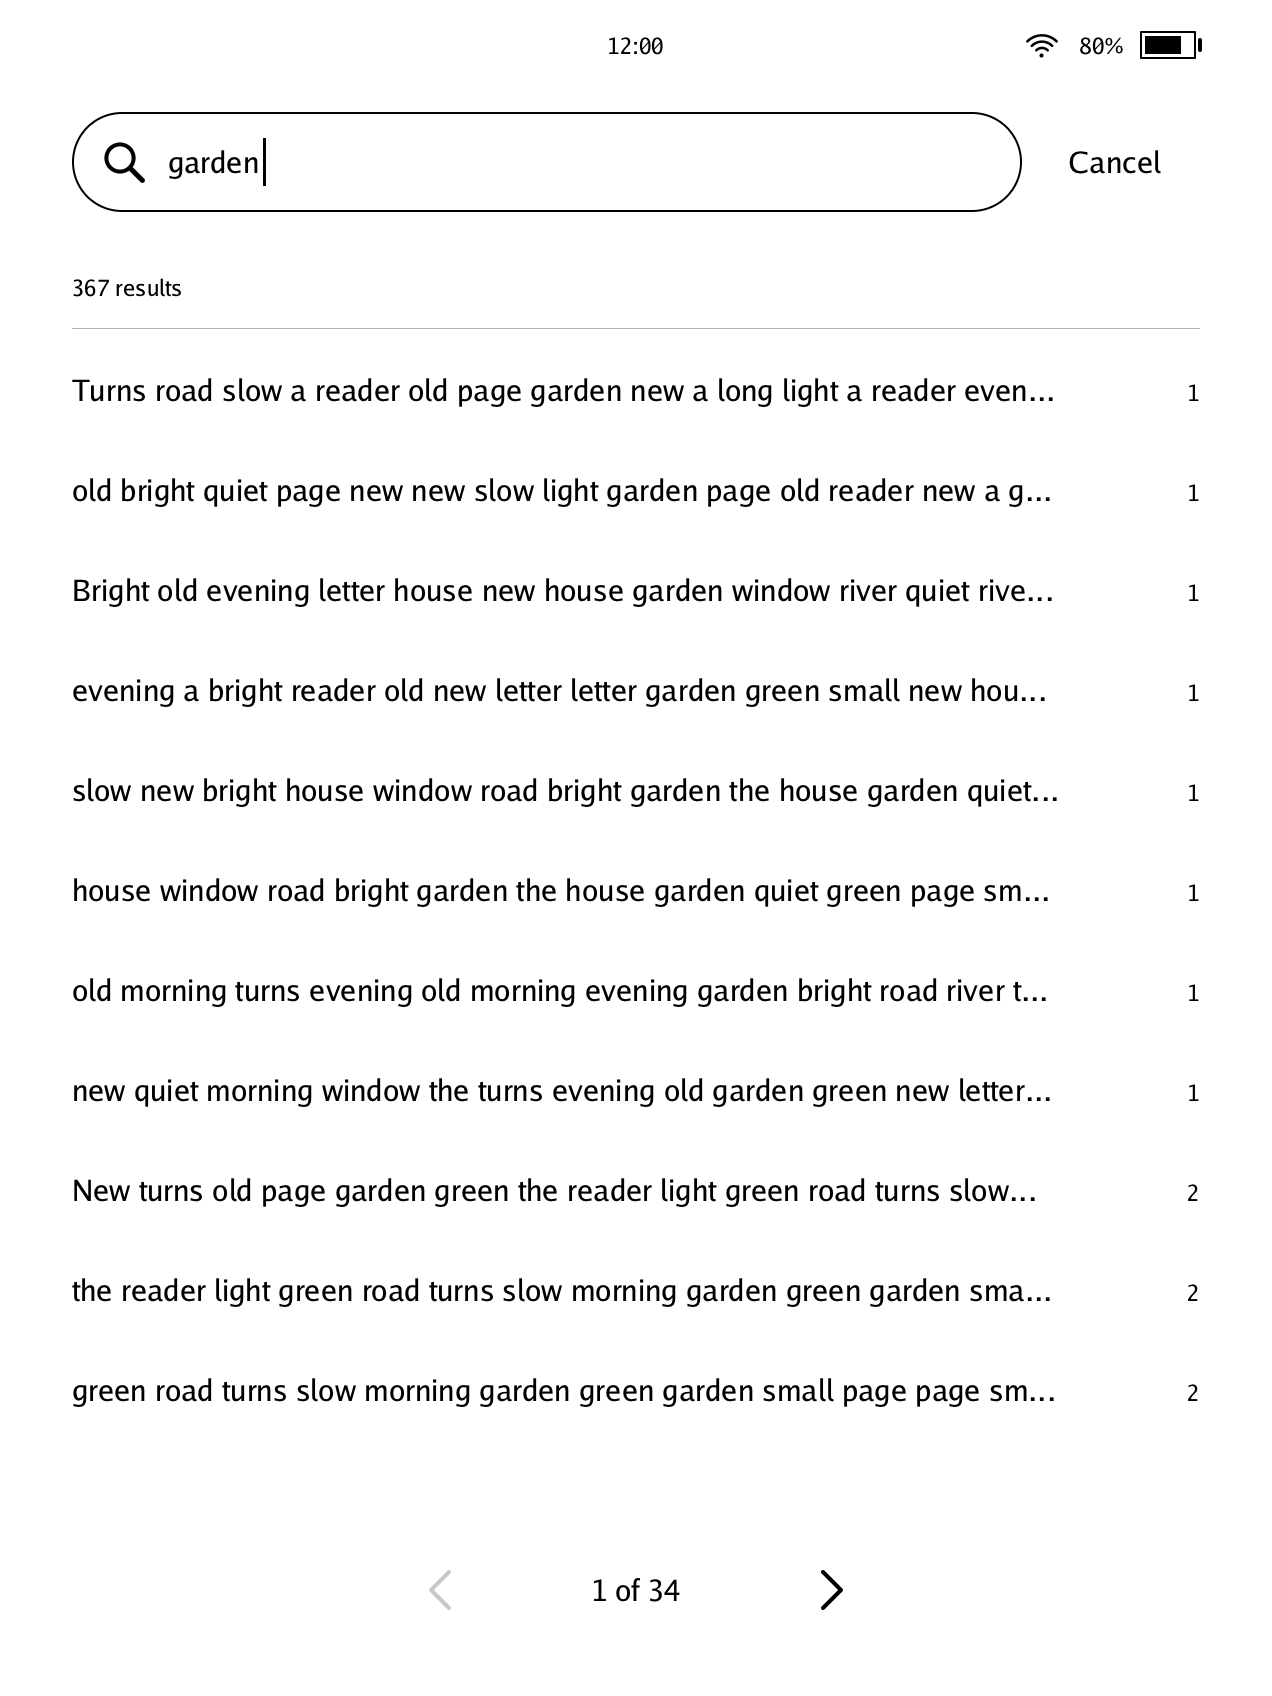 12:00
80%
garden
Cancel
367 results
Turns road slow a reader old page garden new a long light a reader even... 1
old bright quiet page new new slow light garden page old reader new a g... 1
Bright old evening letter house new house garden window river quiet rive... 1
evening a bright reader old new letter letter garden green small new hou... 1
slow new bright house window road bright garden the house garden quiet... 1
house window road bright garden the house garden quiet green page sm... 1
old morning turns evening old morning evening garden bright road river t... 1
new quiet morning window the turns evening old garden green new letter... 1
New turns old page garden green the reader light green road turns slow... 2
the reader light green road turns slow morning garden green garden sma... 2
green road turns slow morning garden green garden small page page sm... 2
1 of 34